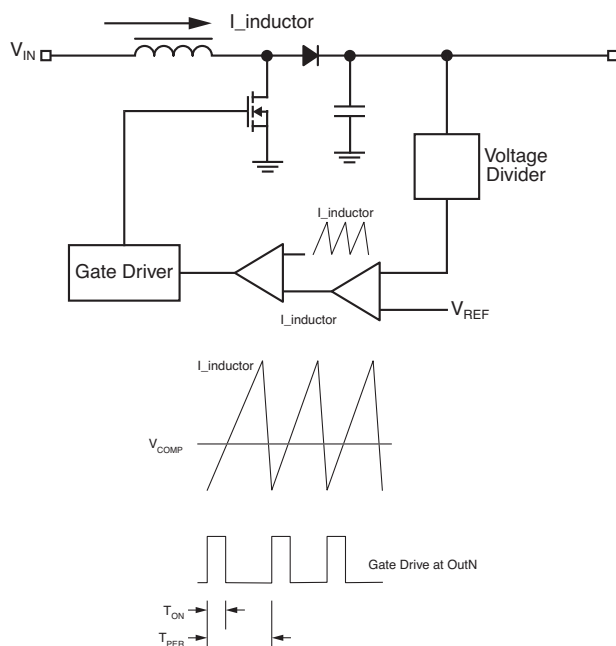 I_inductor
V_IN
Voltage
Divider
I_inductor
Gate Driver
I_inductor
V_REF
I_inductor
V_COMP
Gate Drive at OutN
T_ON
T_PER